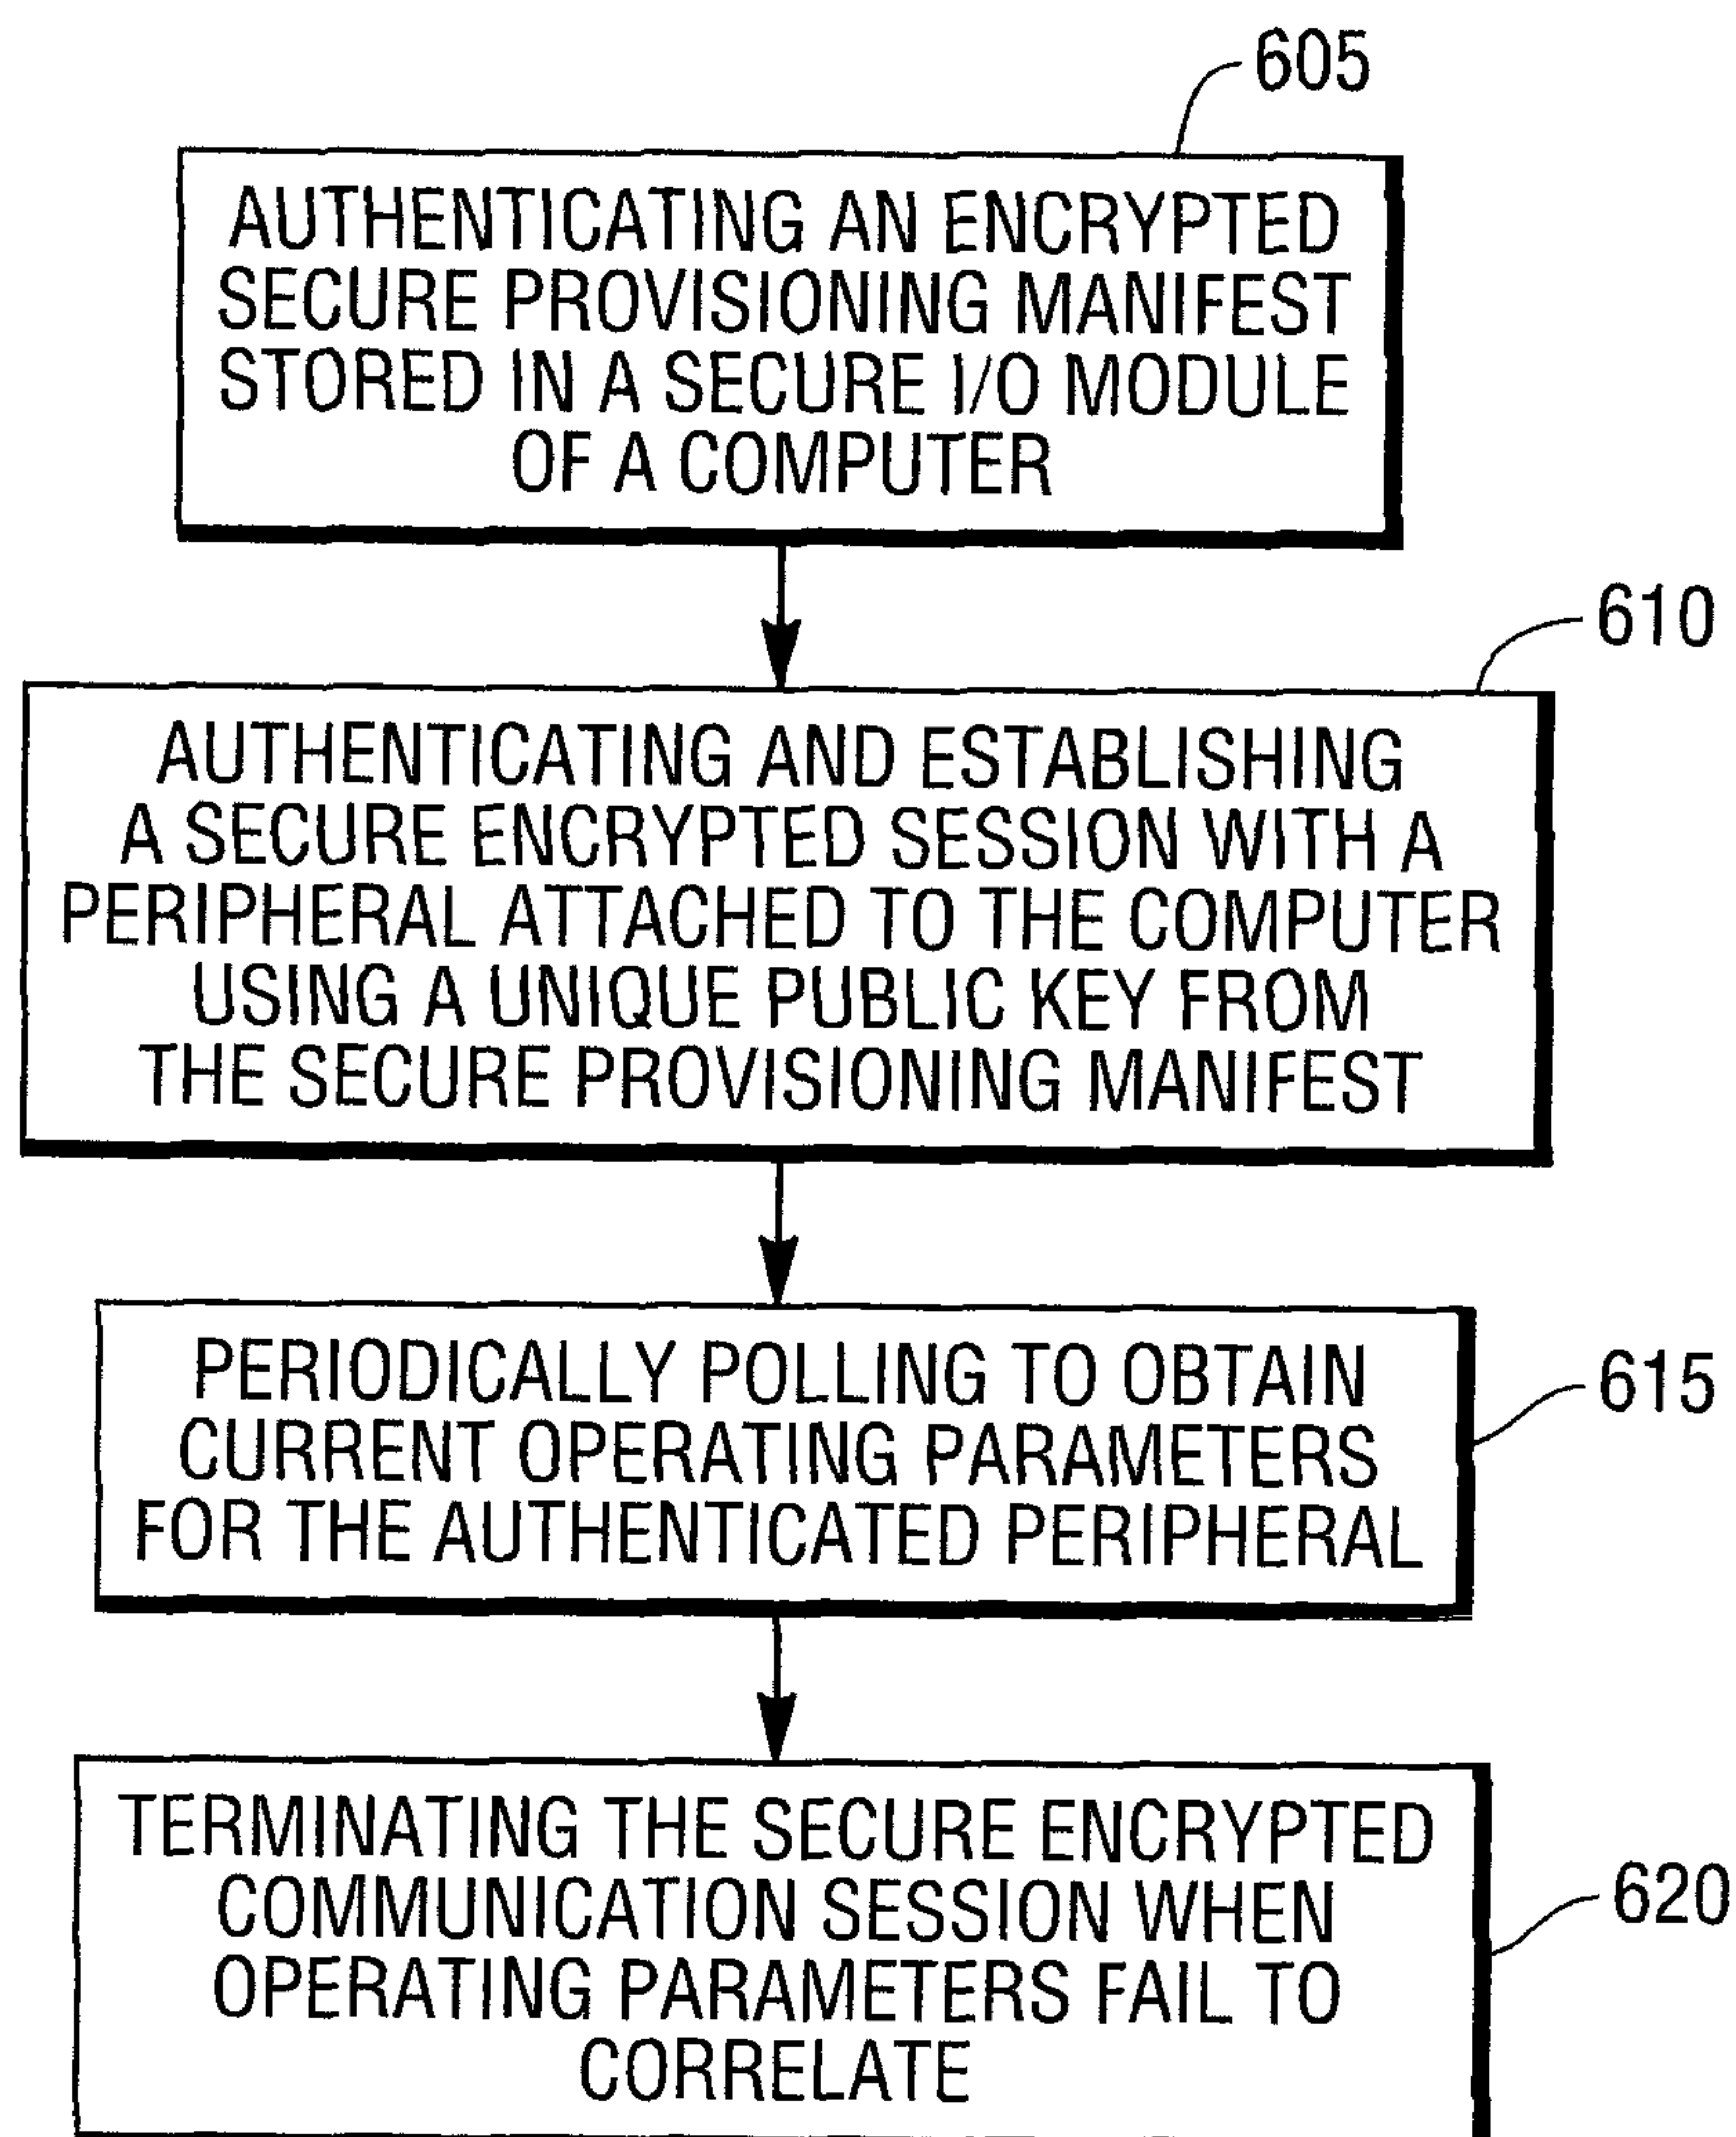 605
AUTHENTICATING AN ENCRYPTED
SECURE PROVISIONING MANIFEST
STORED IN A SECURE I/O MODULE
OF A COMPUTER
610
AUTHENTICATING AND ESTABLISHING
A SECURE ENCRYPTED SESSION WITH A
PERIPHERAL ATTACHED TO THE COMPUTER
USING A UNIQUE PUBLIC KEY FROM
THE SECURE PROVISIONING MANIFEST
PERIODICALLY POLLING TO OBTAIN
615
CURRENT OPERATING PARAMETERS
FOR THE AUTHENTICATED PERIPHERAL
TERMINATING THE SECURE ENCRYPTED
COMMUNICATION SESSION WHEN
620
OPERATING PARAMETERS FAIL TO
CORRELATE